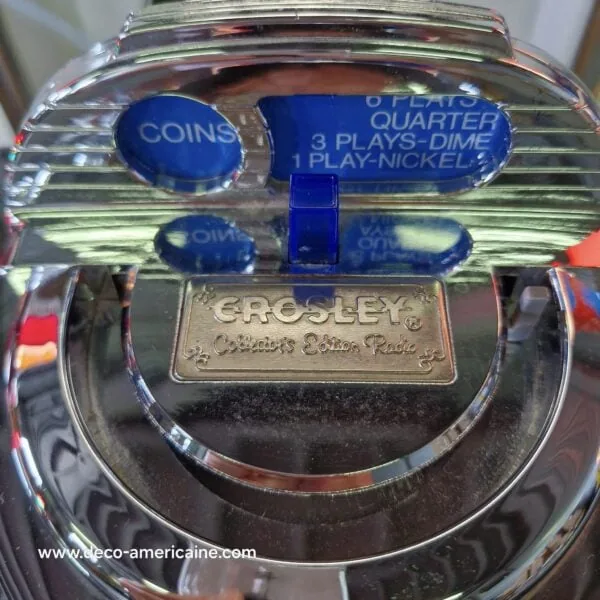 COINS
6 PLAYS
QUARTER
3 PLAYS-DIME
1 PLAY-NICKEL
CROSLEY®
Collector's Edition Radio
www.deco-americaine.com